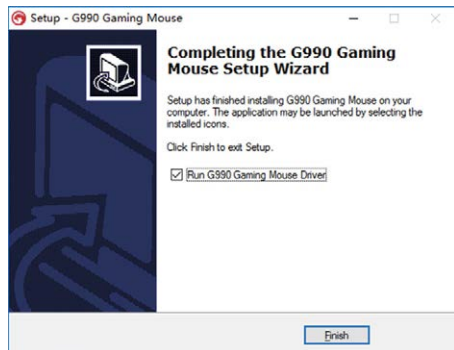 Setup - G990 Gaming Mouse
Completing the G990 Gaming
Mouse Setup Wizard
Setup has finished installing G990 Gaming Mouse on your
computer. The application may be launched by selecting the
installed icons.
Click Finish to exit Setup.
Run G990 Gaming Mouse Driver
Finish